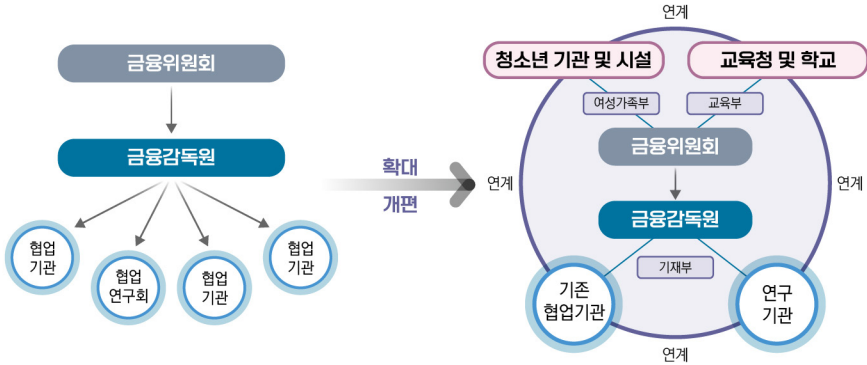 금융위원회
금융감독원
협업
기관
협업
연구회
협업
기관
협업
기관
확대
개편
연계
청소년 기관 및 시설
교육청 및 학교
여성가족부
교육부
금융위원회
연계
연계
금융감독원
기재부
기존
협업기관
연구
기관
연계